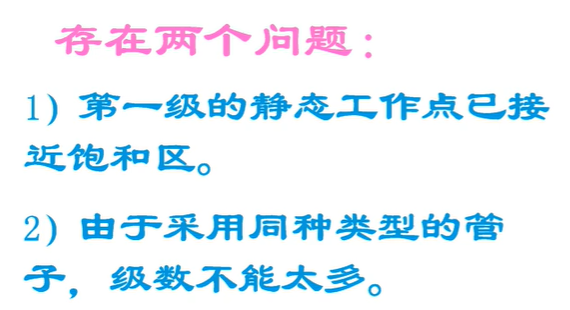 存在两个问题：
1）第一级的静态工作点已接
近饱和区。
2）由于采用同种类型的管
子，级数不能太多。